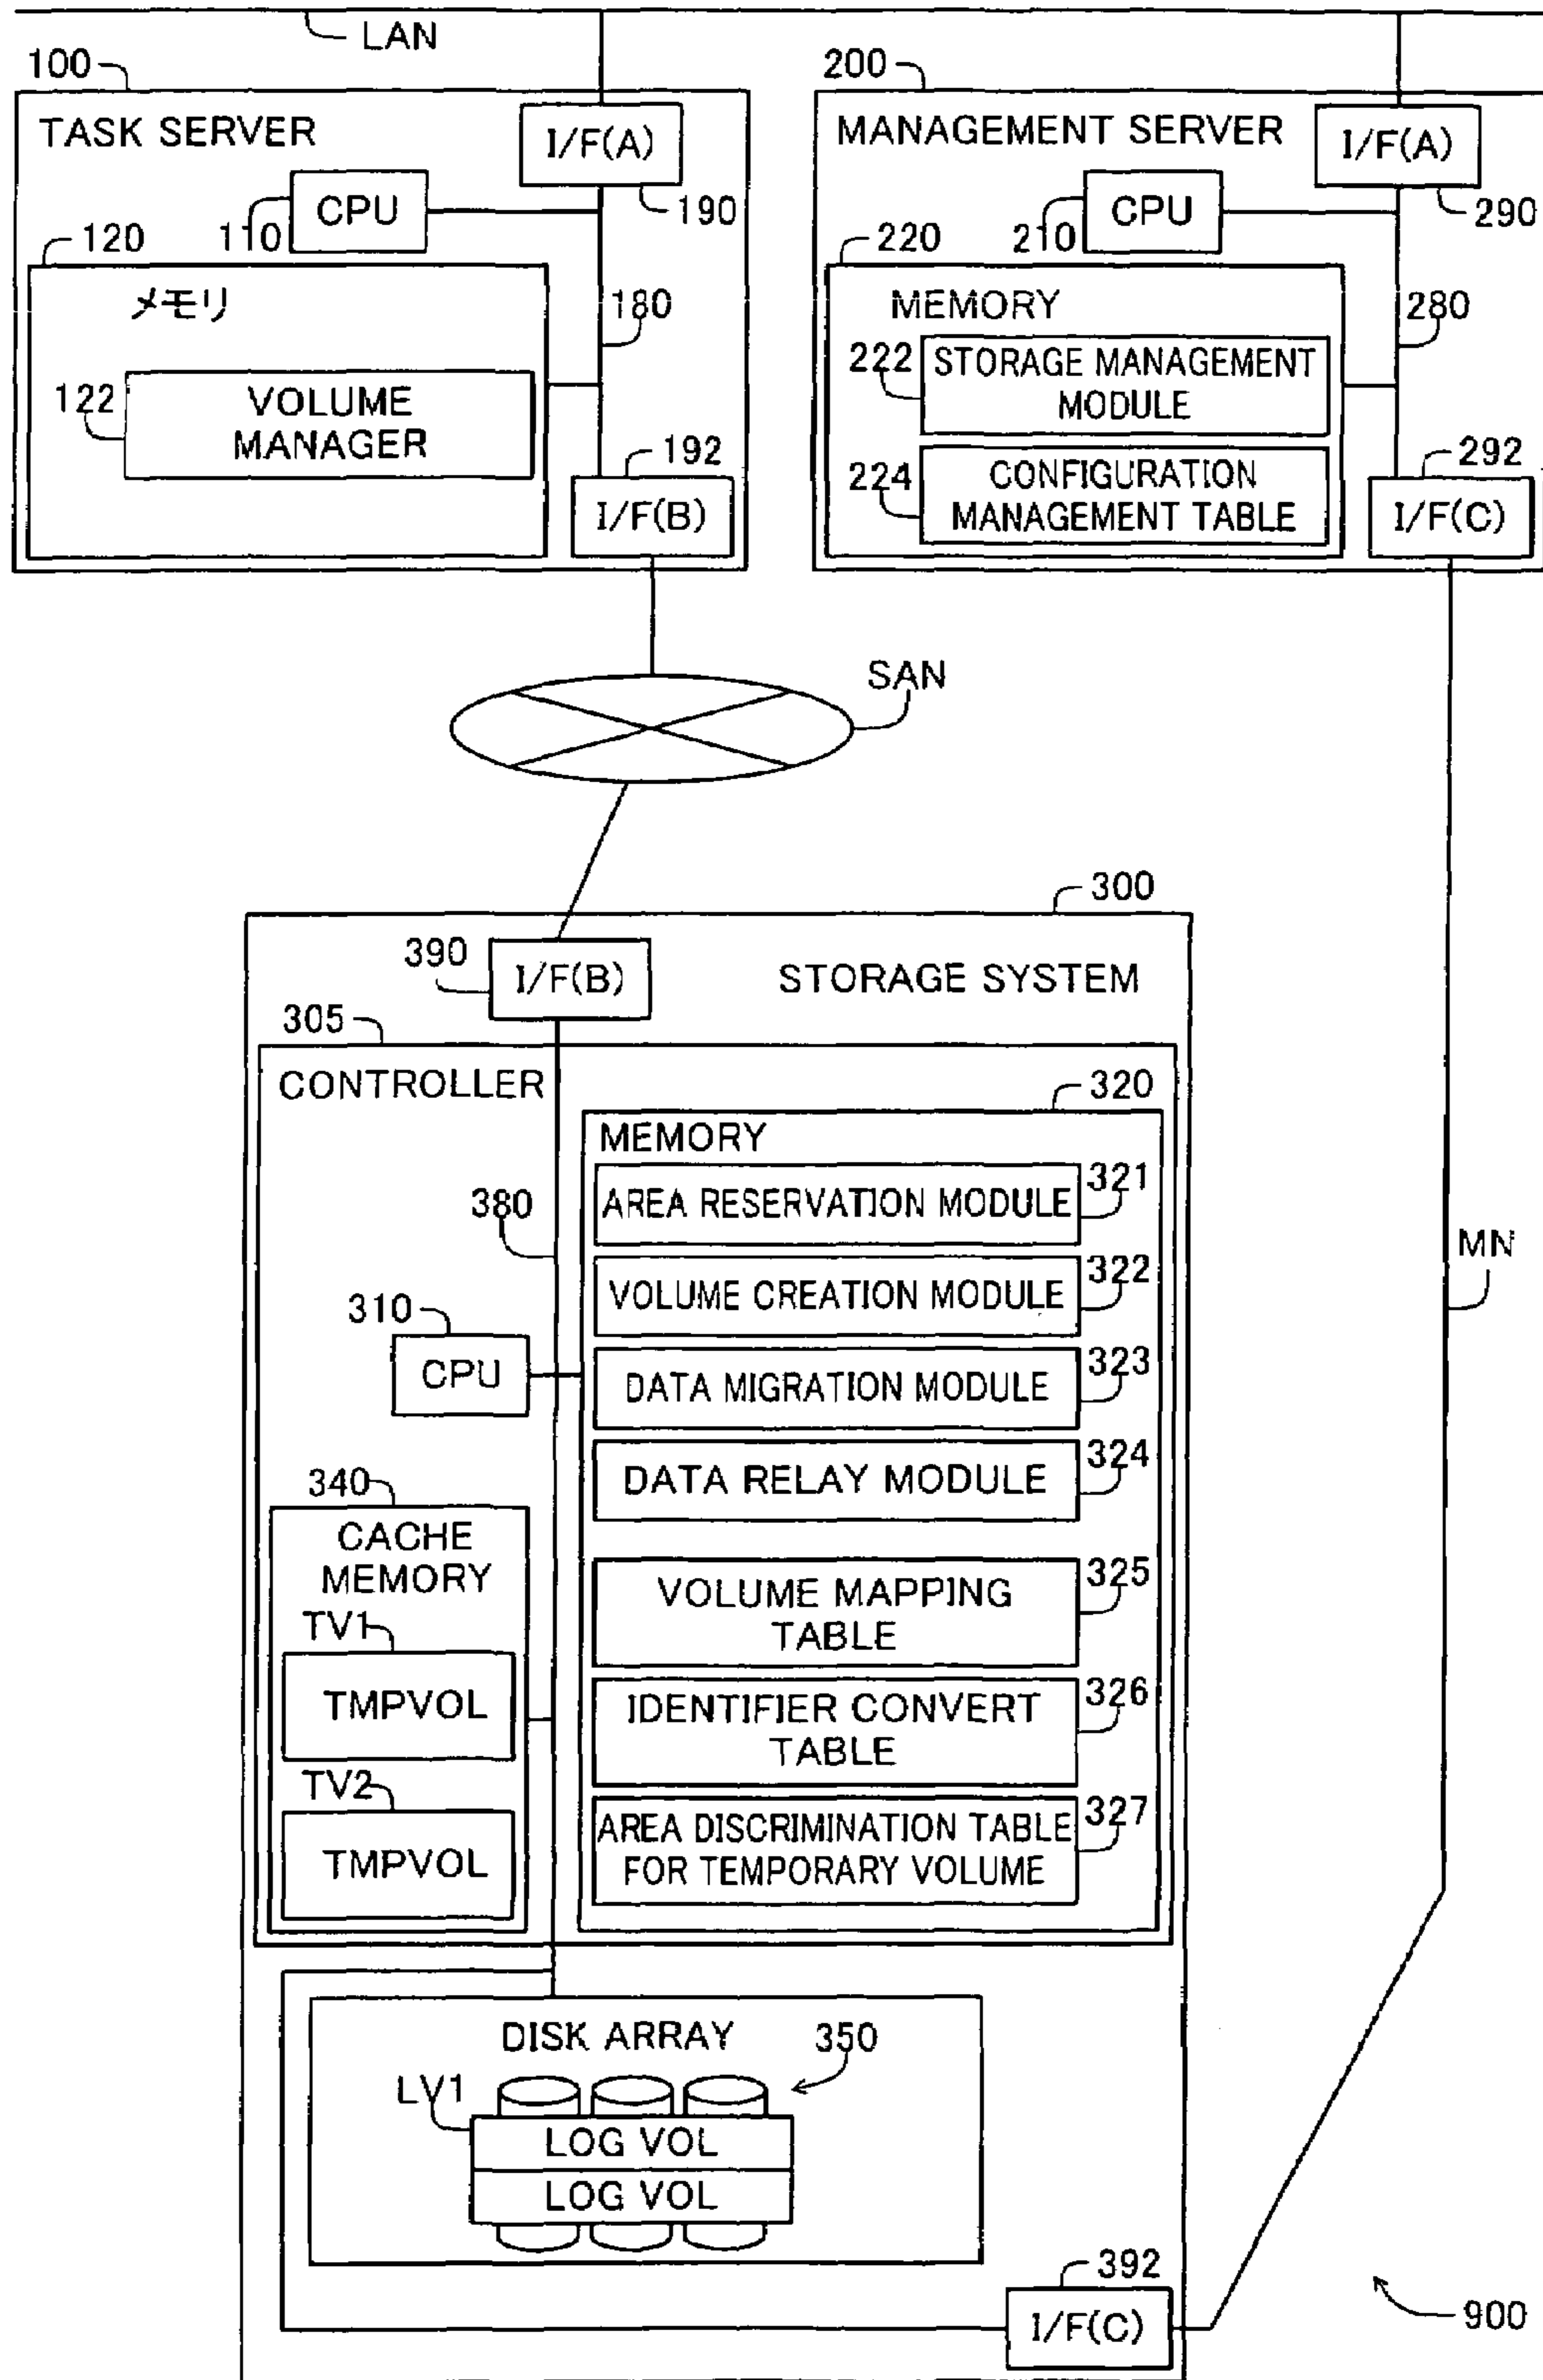 LAN
100
200
TASK SERVER
I/F(A)
MANAGEMENT SERVER
I/F(A)
CPU
190
CPU
290
110
210
120
220
メモリ
180
MEMORY
280
122
VOLUME
MANAGER
222
STORAGE MANAGEMENT
MODULE
192
292
224
CONFIGURATION
MANAGEMENT TABLE
I/F(B)
I/F(C)
SAN
300
390
I/F(B)
STORAGE SYSTEM
305
CONTROLLER
320
MEMORY
321
AREA RESERVATION MODULE
380
322
VOLUME CREATION MODULE
MN
310
CPU
323
DATA MIGRATION MODULE
324
DATA RELAY MODULE
340
CACHE
MEMORY
325
VOLUME MAPPING
TABLE
TV1
TMPVOL
326
IDENTIFIER CONVERT
TABLE
TV2
TMPVOL
327
AREA DISCRIMINATION TABLE
FOR TEMPORARY VOLUME
DISK ARRAY
350
LV1
LOG VOL
LOG VOL
392
I/F(C)
900